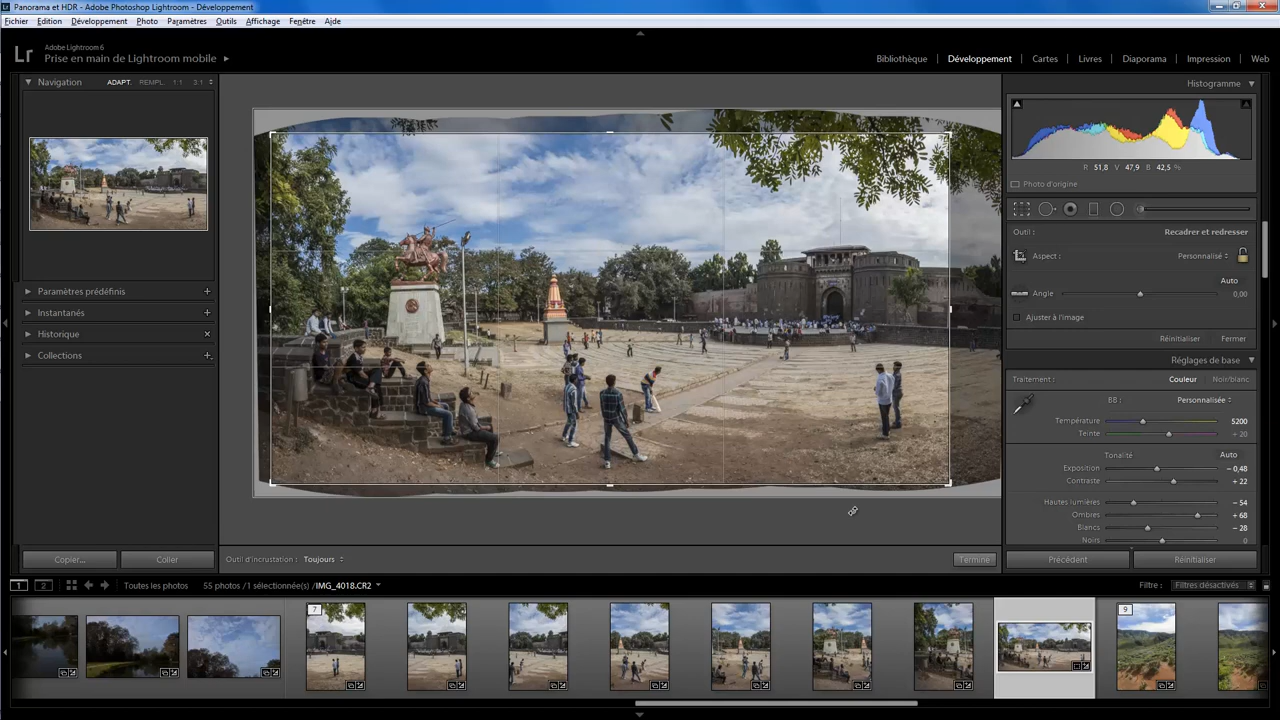 Panorama et HDR - Adobe Photoshop Lightroom - Développement
Fichier Edition Développement Photo Paramètres Outils Affichage Fenêtre Aide
Lr
Adobe Lightroom 6
Prise en main de Lightroom mobile
Bibliothèque Développement Cartes Livres Diaporama Impression Web
Navigation ADAPT. REMPL. 1:1 3:1
Paramètres prédéfinis +
Instantanés +
Historique ×
Collections +
Copier... Coller
Histogramme
R 51,8 V 47,9 B 42,5 %
Photo d'origine
Outil : Recadrer et redresser
Aspect : Personnalisé
Auto
Angle 0,00
Ajuster à l'image
Réinitialiser Fermer
Réglages de base
Traitement : Couleur Noir/blanc
BB : Personnalisée
Température 5200
Teinte + 20
Tonalité Auto
Exposition - 0,48
Contraste + 22
Hautes lumières - 54
Ombres + 68
Blancs - 28
Noirs 0
Outil d'incrustation : Toujours
Terminé
Précédent Réinitialiser
1 2 Toutes les photos 55 photos /1 sélectionnée(s) /IMG_4018.CR2
Filtre : Filtres désactivés
7
9